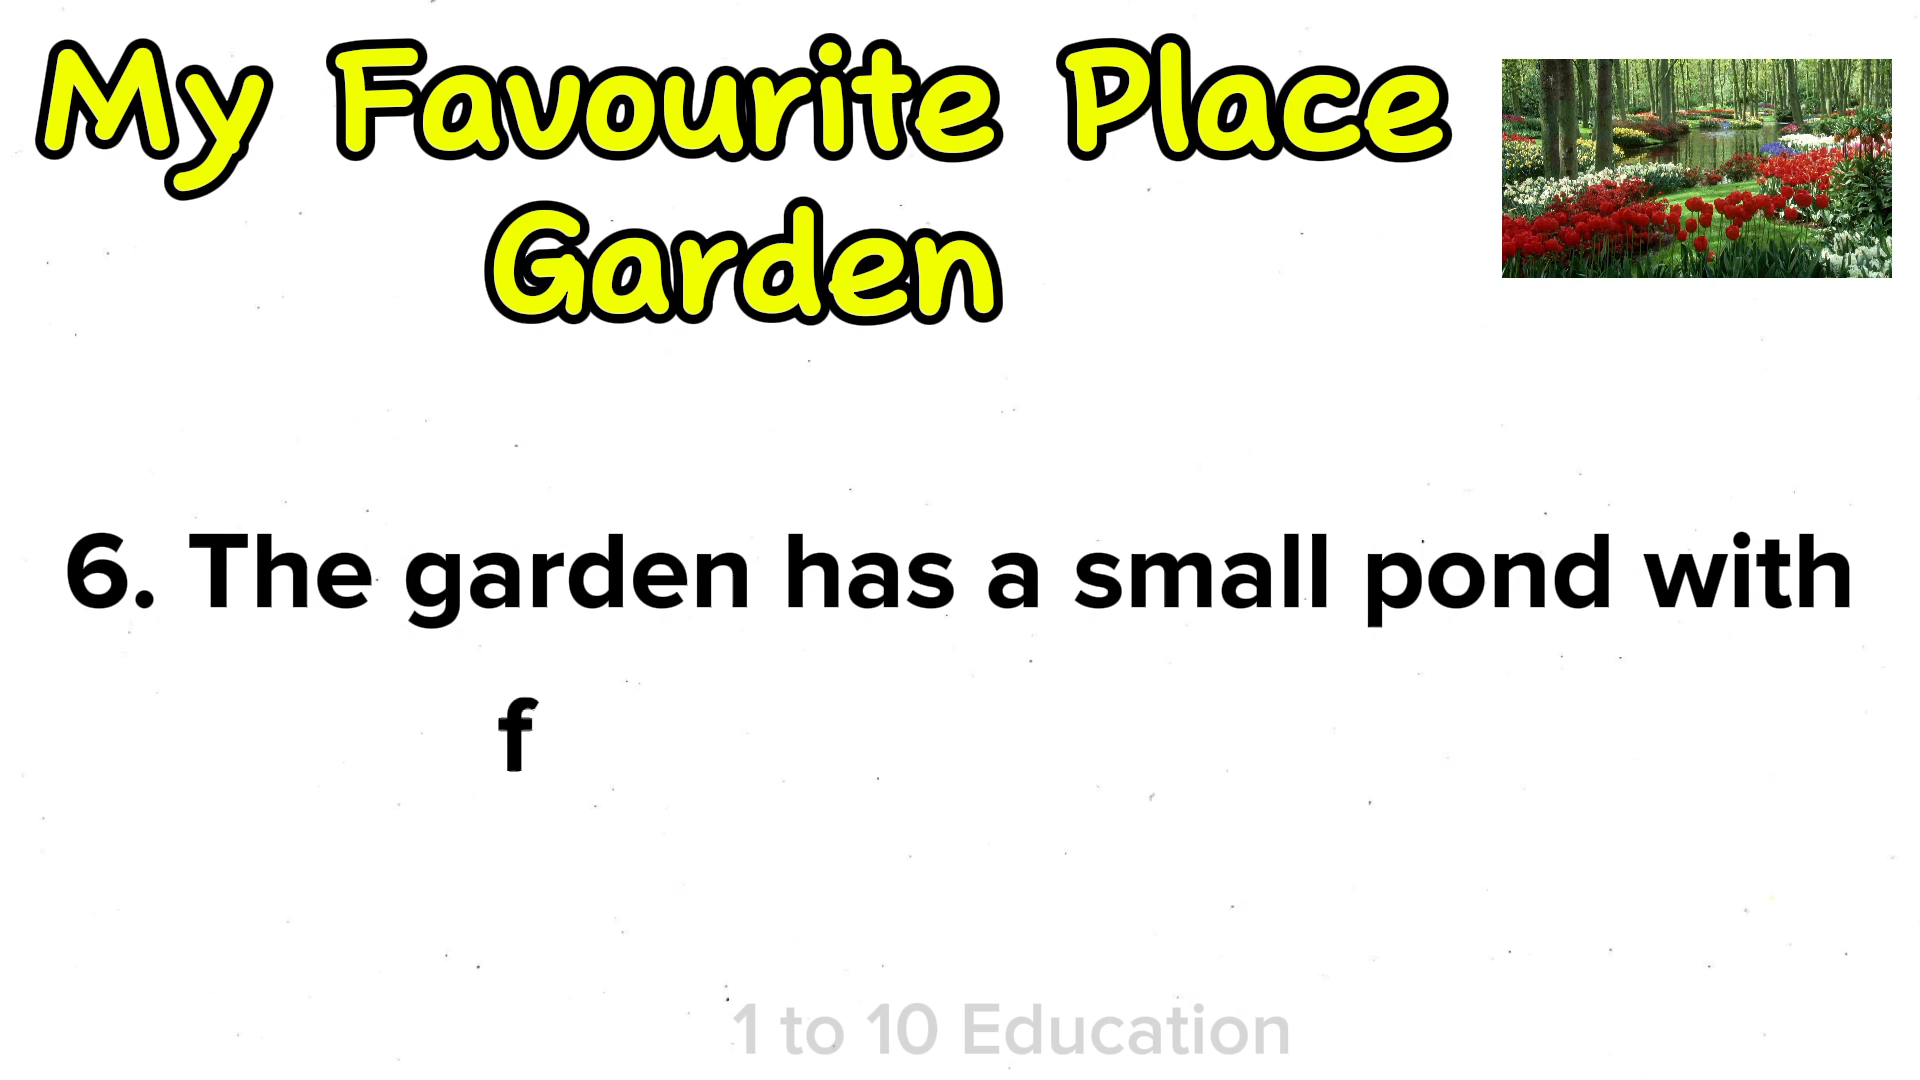 My Favourite Place
Garden
6. The garden has a small pond with
f
1 to 10 Education